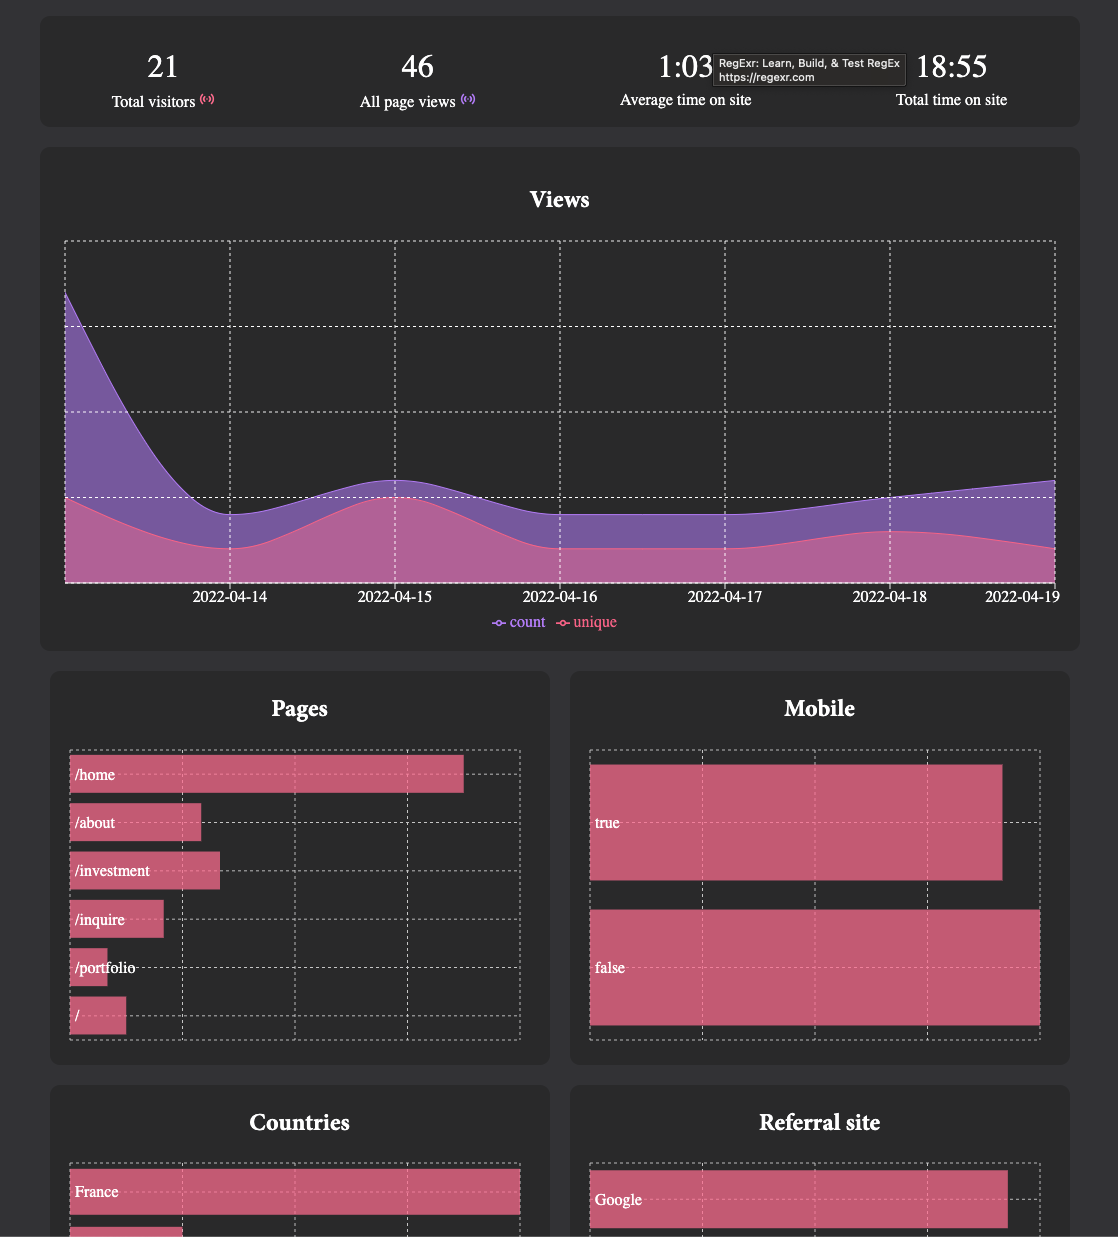 21
Total visitors
46
All page views
1:03
Average time on site
RegExr: Learn, Build, & Test RegEx
https://regexr.com
18:55
Total time on site
Views
2022-04-14
2022-04-15
2022-04-16
2022-04-17
2022-04-18
2022-04-19
count
unique
Pages
/home
/about
/investment
/inquire
/portfolio
/
Mobile
true
false
Countries
France
Referral site
Google